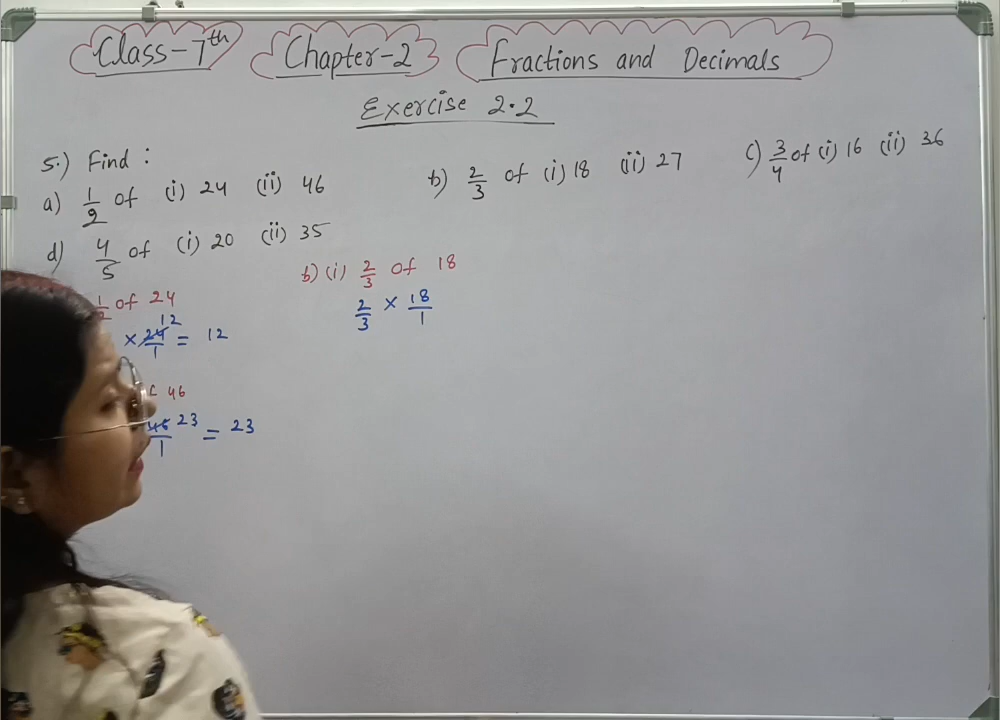 Class-7th Chapter-2 Fractions and Decimals
Exercise 2.2
5.) Find :
a) 1/2 of (i) 24 (ii) 46 b) 2/3 of (i) 18 (ii) 27 c) 3/4 of (i) 16 (ii) 36
d) 4/5 of (i) 20 (ii) 35
1/2 of 24
× 24/1 12 = 12
46
46/1 23 = 23
b) (i) 2/3 of 18
2/3 × 18/1